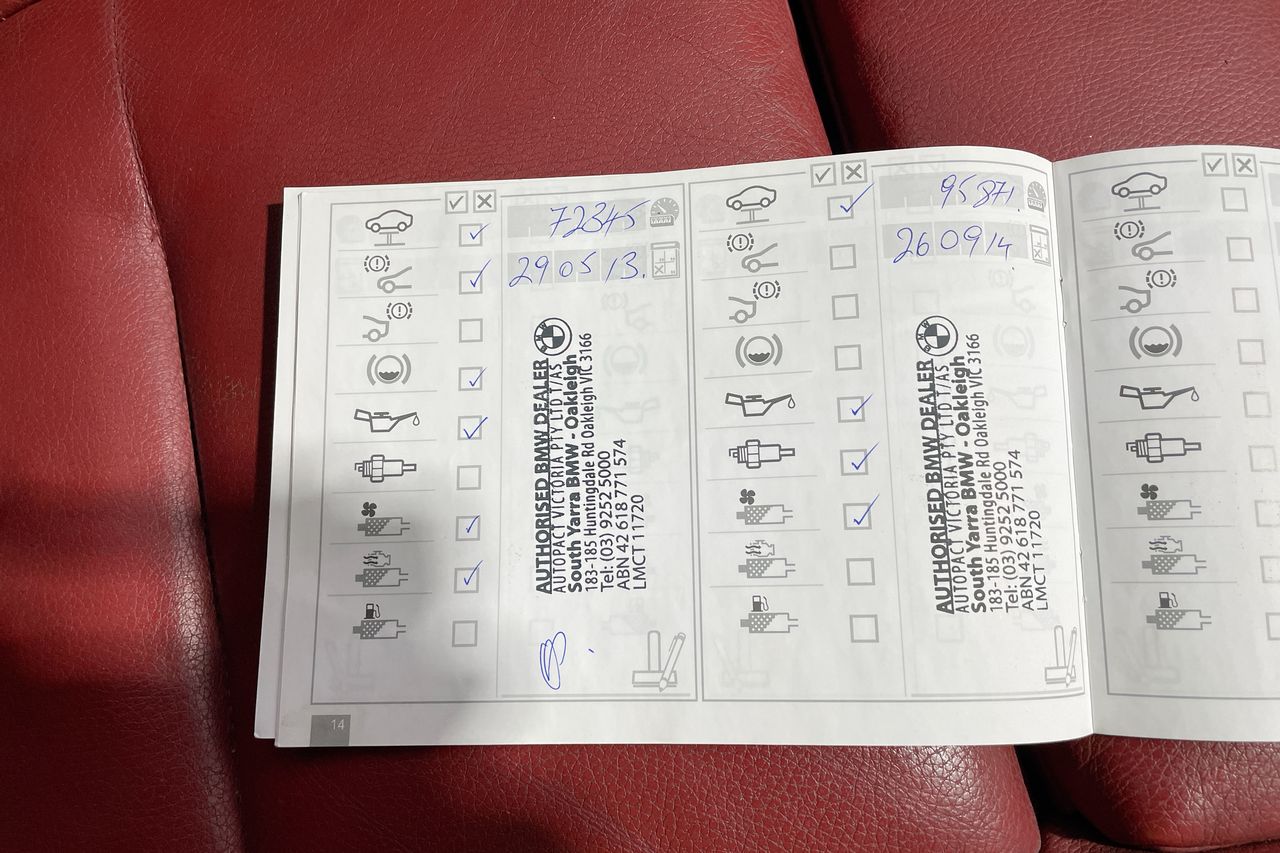 72345
29 05 13.
BMW
AUTHORISED BMW DEALER
AUTOPACT VICTORIA PTY LTD T/AS
South Yarra BMW - Oakleigh
183-185 Huntingdale Rd Oakleigh VIC 3166
Tel: (03) 9252 5000
ABN 42 618 771 574
LMCT 11720
95871.
26 09 14
BMW
AUTHORISED BMW DEALER
AUTOPACT VICTORIA PTY LTD T/AS
South Yarra BMW - Oakleigh
183-185 Huntingdale Rd Oakleigh VIC 3166
Tel: (03) 9252 5000
ABN 42 618 771 574
LMCT 11720
14